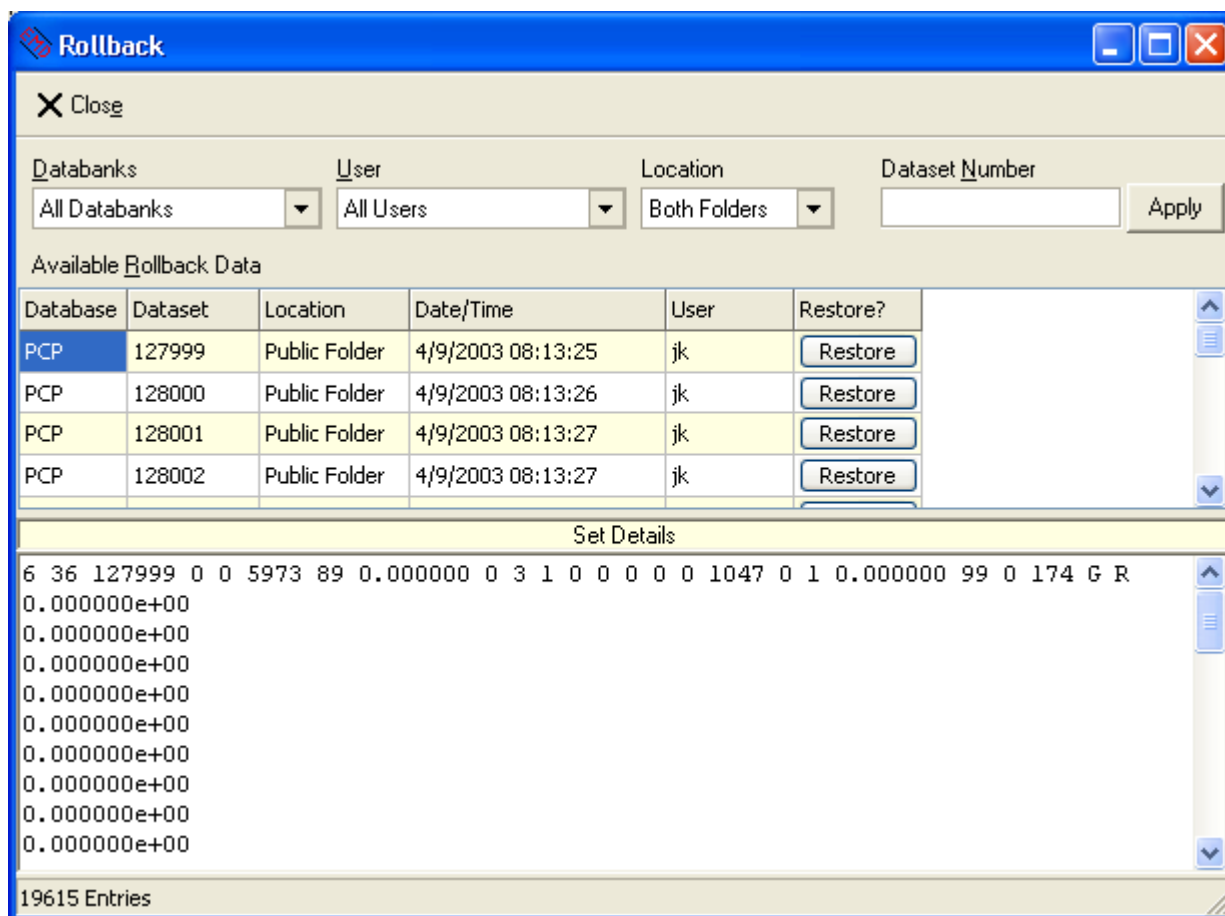 Rollback
Close
Databanks User Location Dataset Number
All Databanks All Users Both Folders Apply
Available Rollback Data
Database Dataset Location Date/Time User Restore?
PCP 127999 Public Folder 4/9/2003 08:13:25 jk Restore
PCP 128000 Public Folder 4/9/2003 08:13:26 jk Restore
PCP 128001 Public Folder 4/9/2003 08:13:27 jk Restore
PCP 128002 Public Folder 4/9/2003 08:13:27 jk Restore
Set Details
6 36 127999 0 0 5973 89 0.000000 0 3 1 0 0 0 0 0 1047 0 1 0.000000 99 0 174 G R
0.000000e+00
0.000000e+00
0.000000e+00
0.000000e+00
0.000000e+00
0.000000e+00
0.000000e+00
0.000000e+00
0.000000e+00
19615 Entries